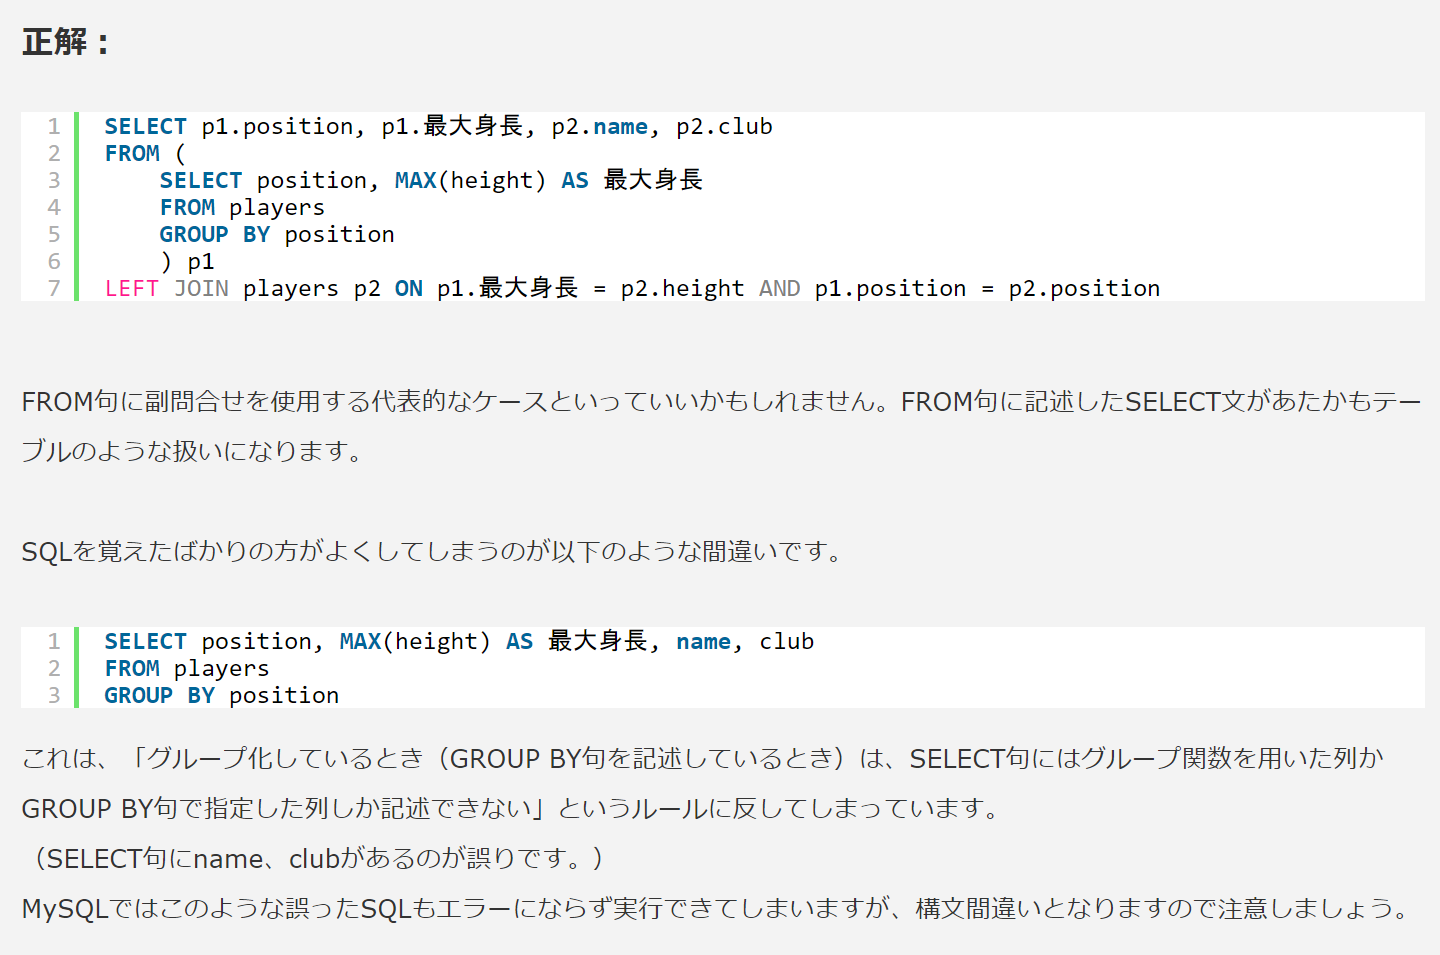 正解：
1 SELECT p1.position, p1.最大身長, p2.name, p2.club
2 FROM (
3     SELECT position, MAX(height) AS 最大身長
4     FROM players
5     GROUP BY position
6     ) p1
7 LEFT JOIN players p2 ON p1.最大身長 = p2.height AND p1.position = p2.position
FROM句に副問合せを使用する代表的なケースといっていいかもしれません。FROM句に記述したSELECT文があたかもテー
ブルのような扱いになります。
SQLを覚えたばかりの方がよくしてしまうのが以下のような間違いです。
1 SELECT position, MAX(height) AS 最大身長, name, club
2 FROM players
3 GROUP BY position
これは、「グループ化しているとき（GROUP BY句を記述しているとき）は、SELECT句にはグループ関数を用いた列か
GROUP BY句で指定した列しか記述できない」というルールに反してしまっています。
（SELECT句にname、clubがあるのが誤りです。）
MySQLではこのような誤ったSQLもエラーにならず実行できてしまいますが、構文間違いとなりますので注意しましょう。